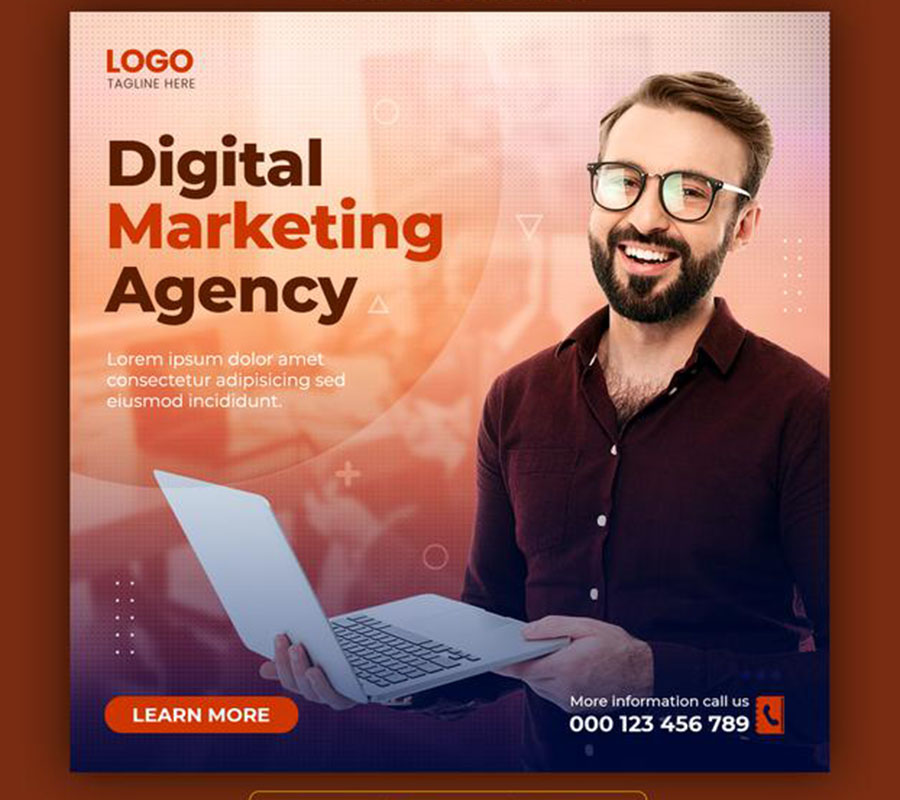 LOGO
TAGLINE HERE
Digital
Marketing
Agency
Lorem ipsum dolor amet
consectetur adipisicing sed
eiusmod incididunt.
LEARN MORE
More information call us
000 123 456 789